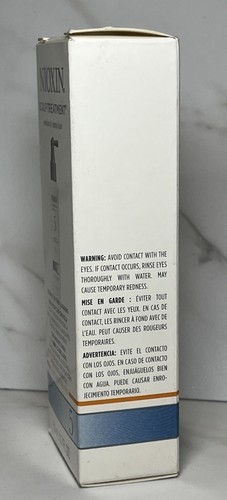 NIOXIN.
SCALP TREATMENT
WARNING: AVOID CONTACT WITH THE
EYES. IF CONTACT OCCURS, RINSE EYES
THOROUGHLY WITH WATER. MAY
CAUSE TEMPORARY REDNESS.
MISE EN GARDE : ÉVITER TOUT
CONTACT AVEC LES YEUX. EN CAS DE
CONTACT, LES RINCER À FOND AVEC DE
L'EAU. PEUT CAUSER DES ROUGEURS
TEMPORAIRES.
ADVERTENCIA: EVITE EL CONTACTO
CON LOS OJOS. EN CASO DE CONTACTO
CON LOS OJOS, ENJUÁGUELOS BIEN
CON AGUA. PUEDE CAUSAR ENRO-
JECIMIENTO TEMPORARIO.